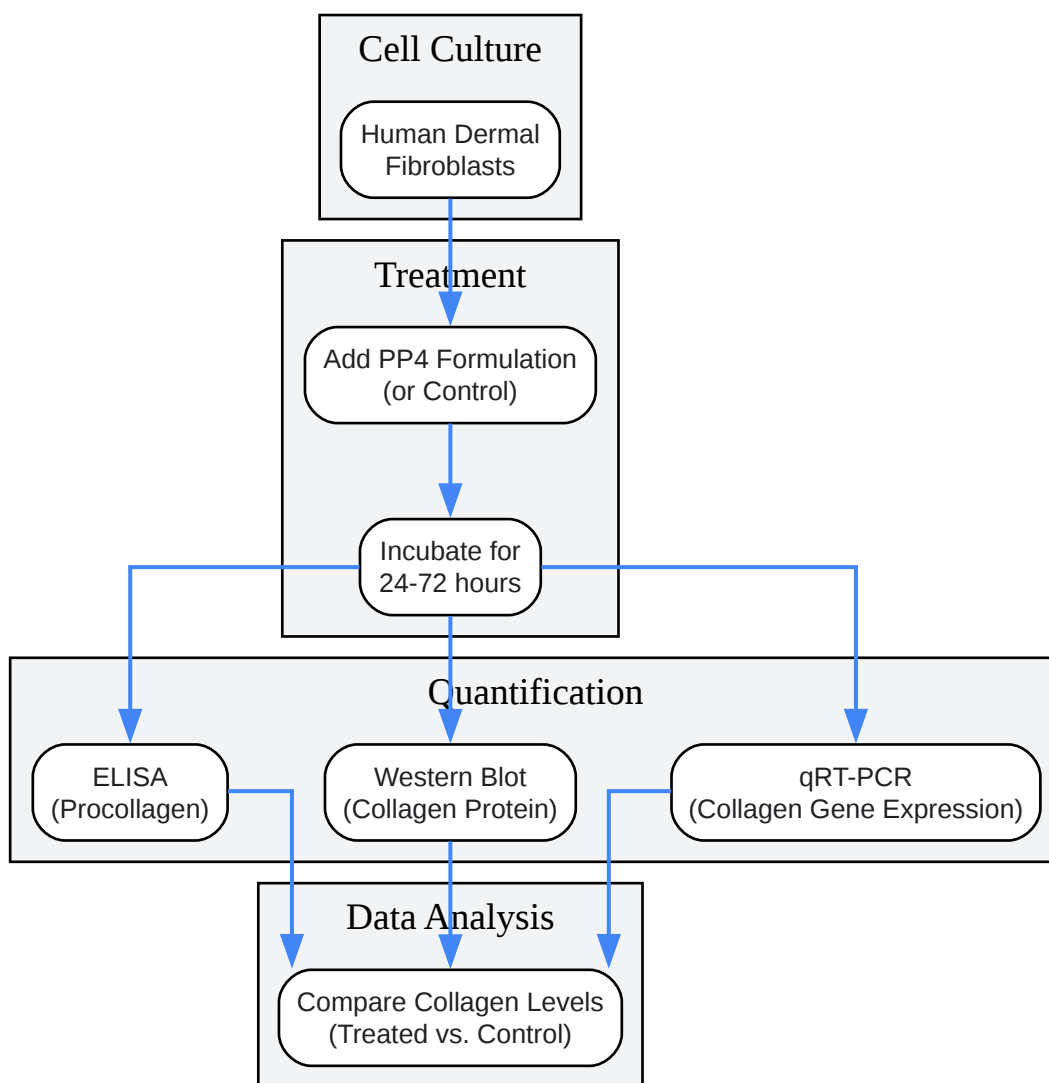 Cell Culture
Human Dermal
Fibroblasts
Treatment
Add PP4 Formulation
(or Control)
Incubate for
24-72 hours
Quantification
ELISA
(Procollagen)
Western Blot
(Collagen Protein)
qRT-PCR
(Collagen Gene Expression)
Data Analysis
Compare Collagen Levels
(Treated vs. Control)